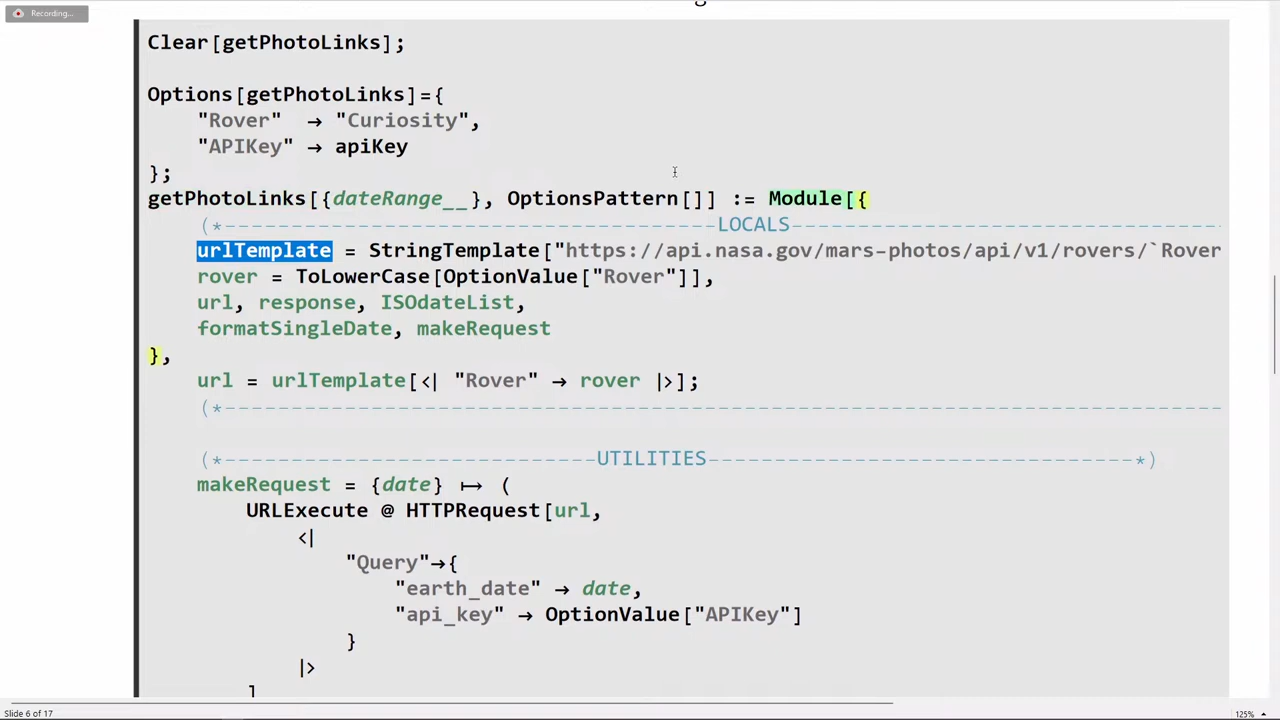 Recording...
Clear[getPhotoLinks];
Options[getPhotoLinks]={
"Rover" → "Curiosity",
"APIKey" → apiKey
};
getPhotoLinks[{dateRange__}, OptionsPattern[]] := Module[{
(*----------------------------------------LOCALS
urlTemplate = StringTemplate["https://api.nasa.gov/mars-photos/api/v1/rovers/`Rover
rover = ToLowerCase[OptionValue["Rover"]],
url, response, ISOdateList,
formatSingleDate, makeRequest
},
url = urlTemplate[<| "Rover" → rover |>];
(*---------------------------------------------------------------------------------
(*------------------------------UTILITIES-----------------------------------*)
makeRequest = {date} ↦ (
URLExecute @ HTTPRequest[url,
<|
"Query"→{
"earth_date" → date,
"api_key" → OptionValue["APIKey"]
}
|>
]
Slide 6 of 17
125%